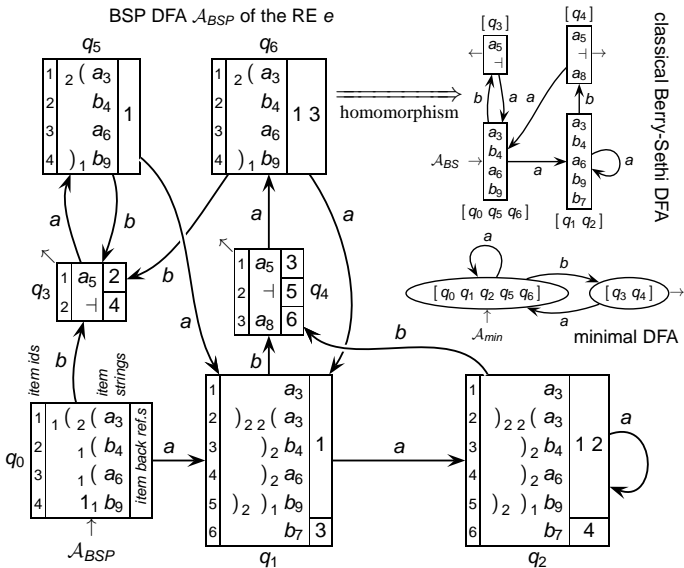 BSP DFA 𝒜BSP of the RE e
q5
1 2( a3
2 b4
3 a6
4 )1 b9
1
q6
1 2( a3
2 b4
3 a6
4 )1 b9
1 3
homomorphism
[q3]
← a5
⊣
[q4]
a5
⊣ →
a8
b a a b
𝒜BS → a3
b4
a6
b9
a
a3
b4
a6
b9
b7
a
[q0 q5 q6]
[q1 q2]
classical Berry-Sethi DFA
a b b a a
q3
1 a5 2
2 ⊣ 4
q4
1 a5 3
2 ⊣ 5
3 a8 6
a
[q0 q1 q2 q5 q6]
b
[q3 q4] →
a
𝒜min
minimal DFA
b a b b
item ids
item strings
q0
1 1( 2( a3
2 1( b4
3 1( a6
4 11 b9
item back ref.s
𝒜BSP
a
1 a3
2 )2 2( a3
3 )2 b4
4 )2 a6
5 )2 )1 b9
6 b7
1
3
q1
a
1 a3
2 )2 2( a3
3 )2 b4
4 )2 a6
5 )2 )1 b9
6 b7
1 2
4
q2
a